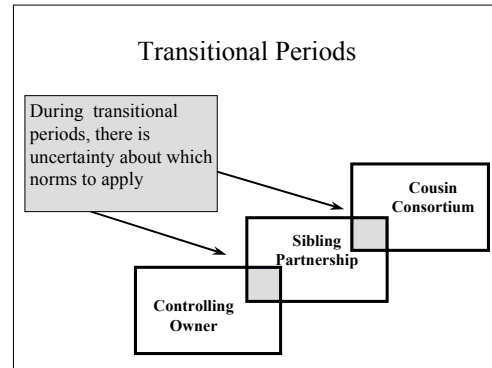 Transitional Periods
During transitional
periods, there is
uncertainty about which
norms to apply
Cousin
Consortium
Sibling
Partnership
Controlling
Owner